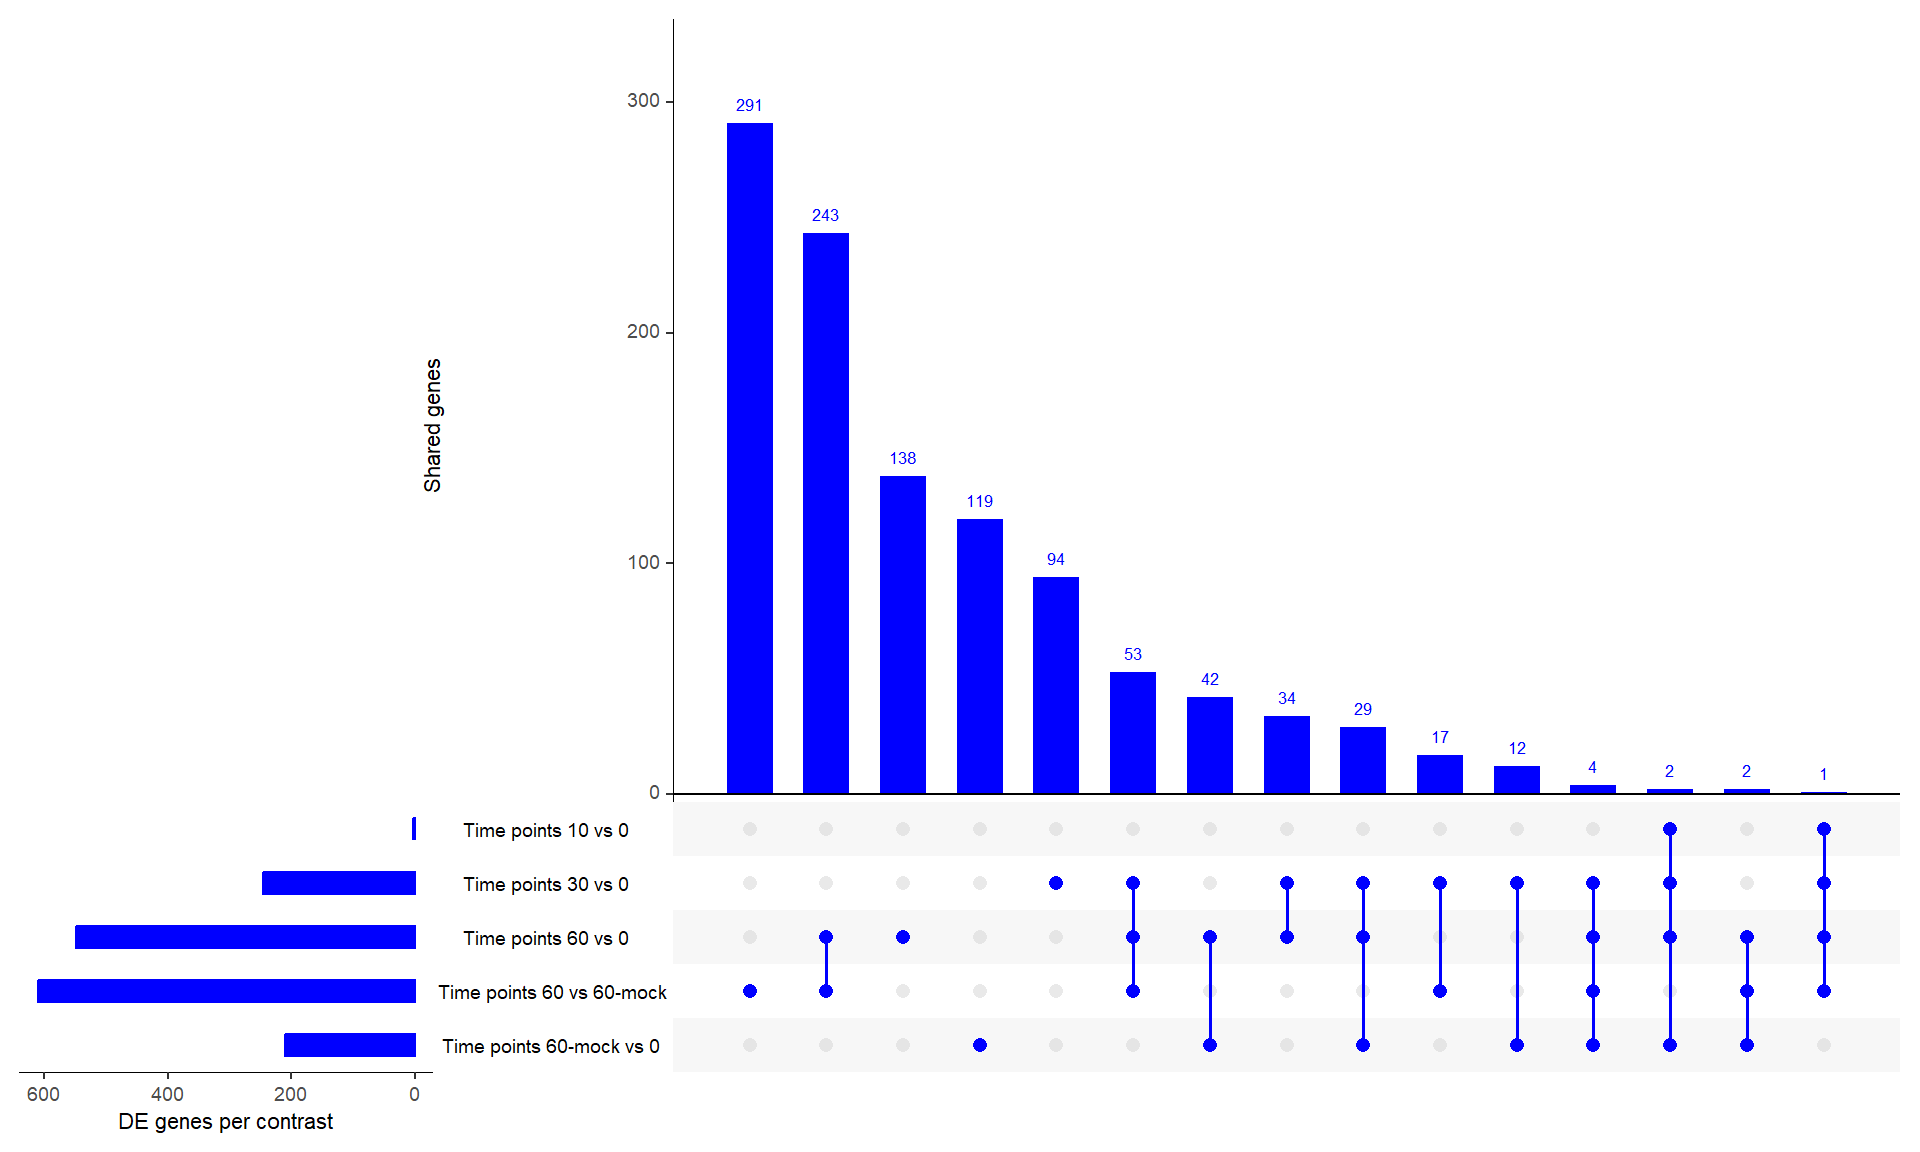 300
291
243
200
Shared genes
138
119
100
94
53
42
34
29
17
12
4
2
2
1
0
Time points 10 vs 0
Time points 30 vs 0
Time points 60 vs 0
Time points 60 vs 60-mock
Time points 60-mock vs 0
600 400 200 0
DE genes per contrast